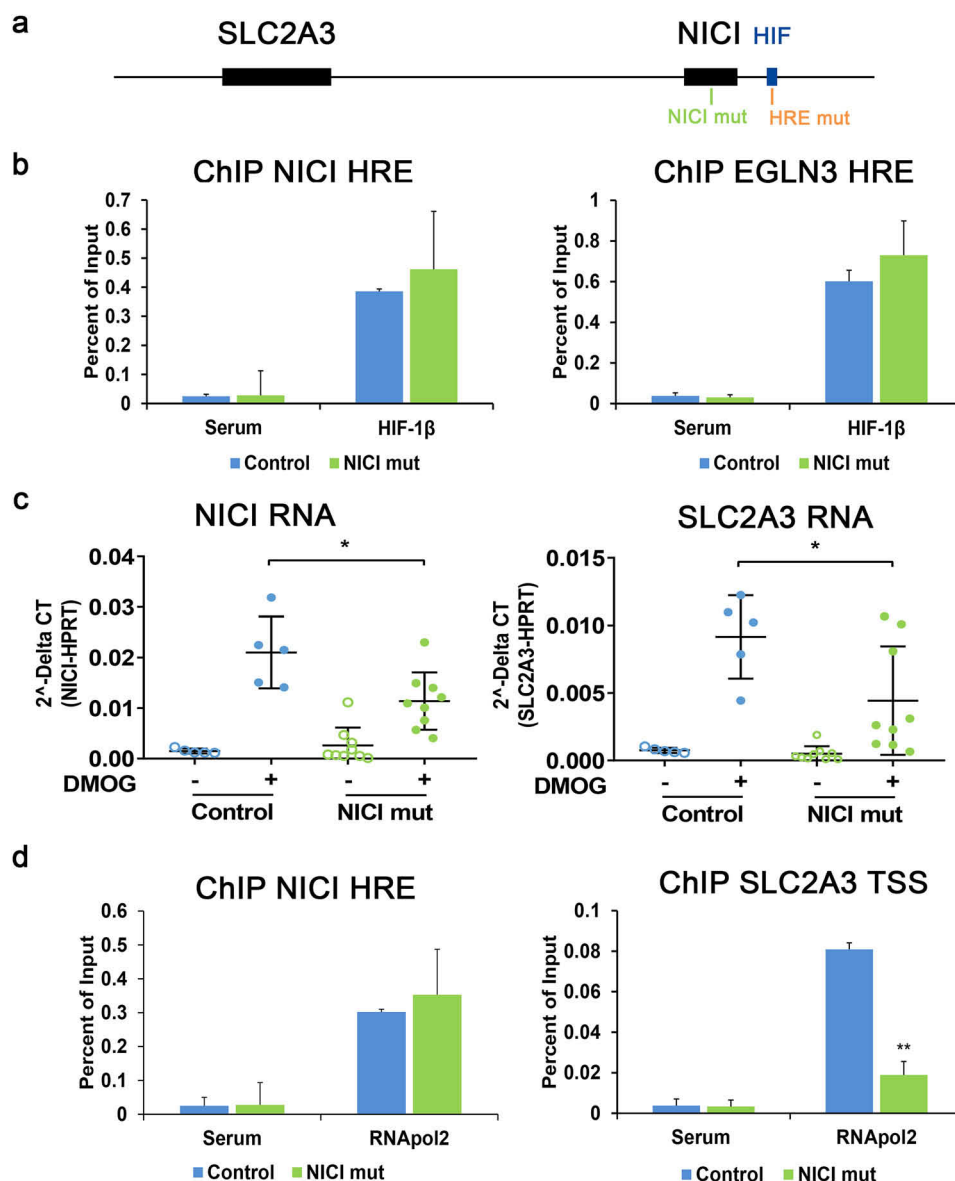 a
SLC2A3
NICI HIF
NICI mut
HRE mut
b
ChIP NICI HRE
Percent of Input
0.7
0.6
0.5
0.4
0.3
0.2
0.1
0
Serum
HIF-1β
Control
NICI mut
ChIP EGLN3 HRE
Percent of Input
1
0.8
0.6
0.4
0.2
0
Serum
HIF-1β
Control
NICI mut
c
NICI RNA
2^-Delta CT
(NICI-HPRT)
0.04
0.03
0.02
0.01
0.00
*
DMOG - + - +
Control
NICI mut
SLC2A3 RNA
2^-Delta CT
(SLC2A3-HPRT)
0.015
0.010
0.005
0.000
*
DMOG - + - +
Control
NICI mut
d
ChIP NICI HRE
Percent of Input
0.6
0.5
0.4
0.3
0.2
0.1
0
Serum
RNApol2
Control
NICI mut
ChIP SLC2A3 TSS
Percent of Input
0.1
0.08
0.06
0.04
0.02
0
**
Serum
RNApol2
Control
NICI mut